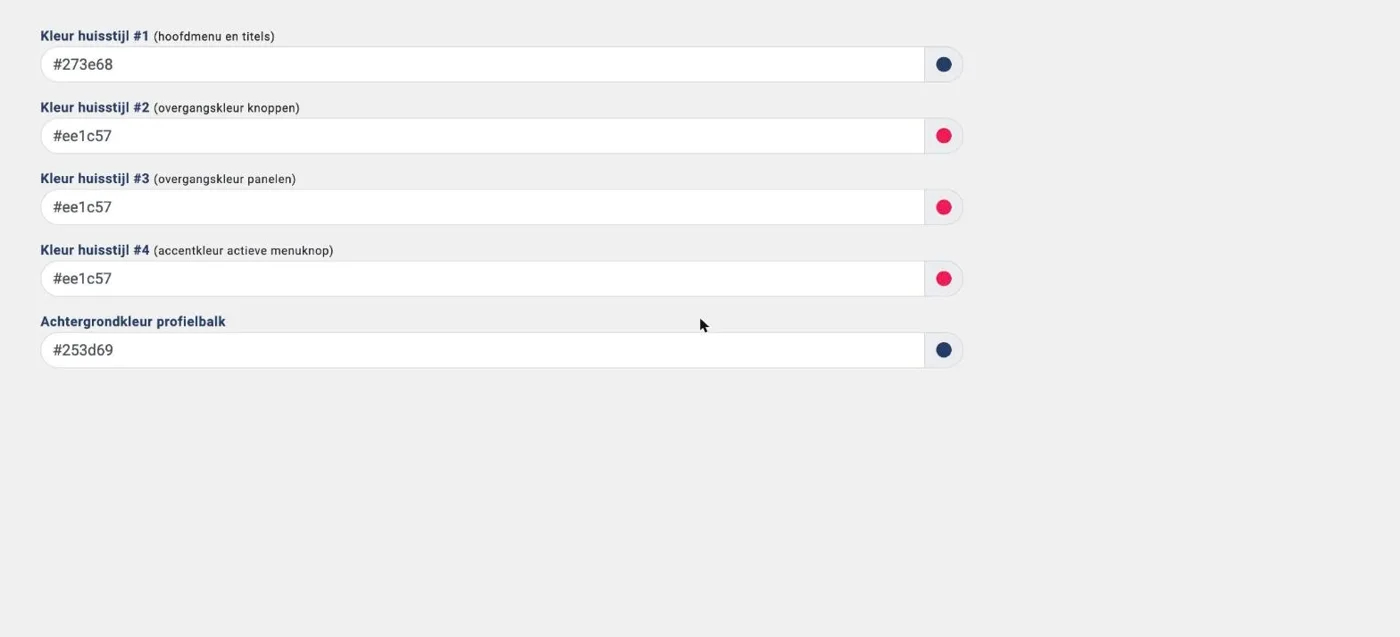 Kleur huisstijl #1 (hoofdmenu en titels)
#273e68
Kleur huisstijl #2 (overgangskleur knoppen)
#ee1c57
Kleur huisstijl #3 (overgangskleur panelen)
#ee1c57
Kleur huisstijl #4 (accentkleur actieve menuknop)
#ee1c57
Achtergrondkleur profielbalk
#253d69